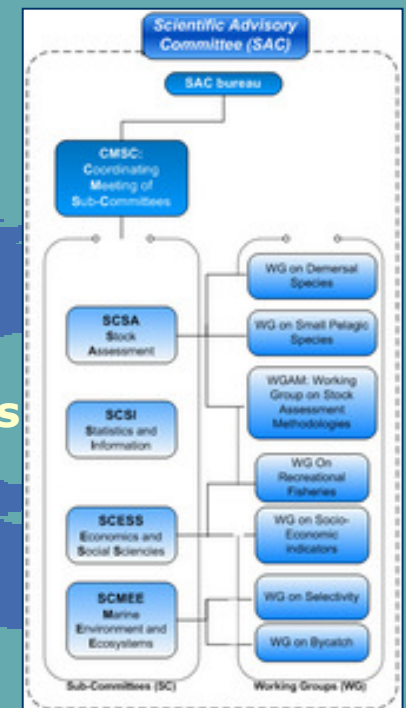 Scientific Advisory
Committee (SAC)
SAC bureau
CMSC:
Coordinating
Meeting of
Sub-Committees
SCSA
Stock
Assessment
SCSI
Statistics and
Information
SCESS
Economics and
Social Sciencies
SCMEE
Marine
Environment and
Ecosystems
Sub-Committees (SC)
WG on Demersal
Species
WG on Small Pelagic
Species
WGAM: Working
Group on Stock
Assessment
Methodologies
WG On
Recreational
Fisheries
WG on Socio-
Economic
indicators
WG on Selectivity
WG on Bycatch
Working Groups (WG)
s